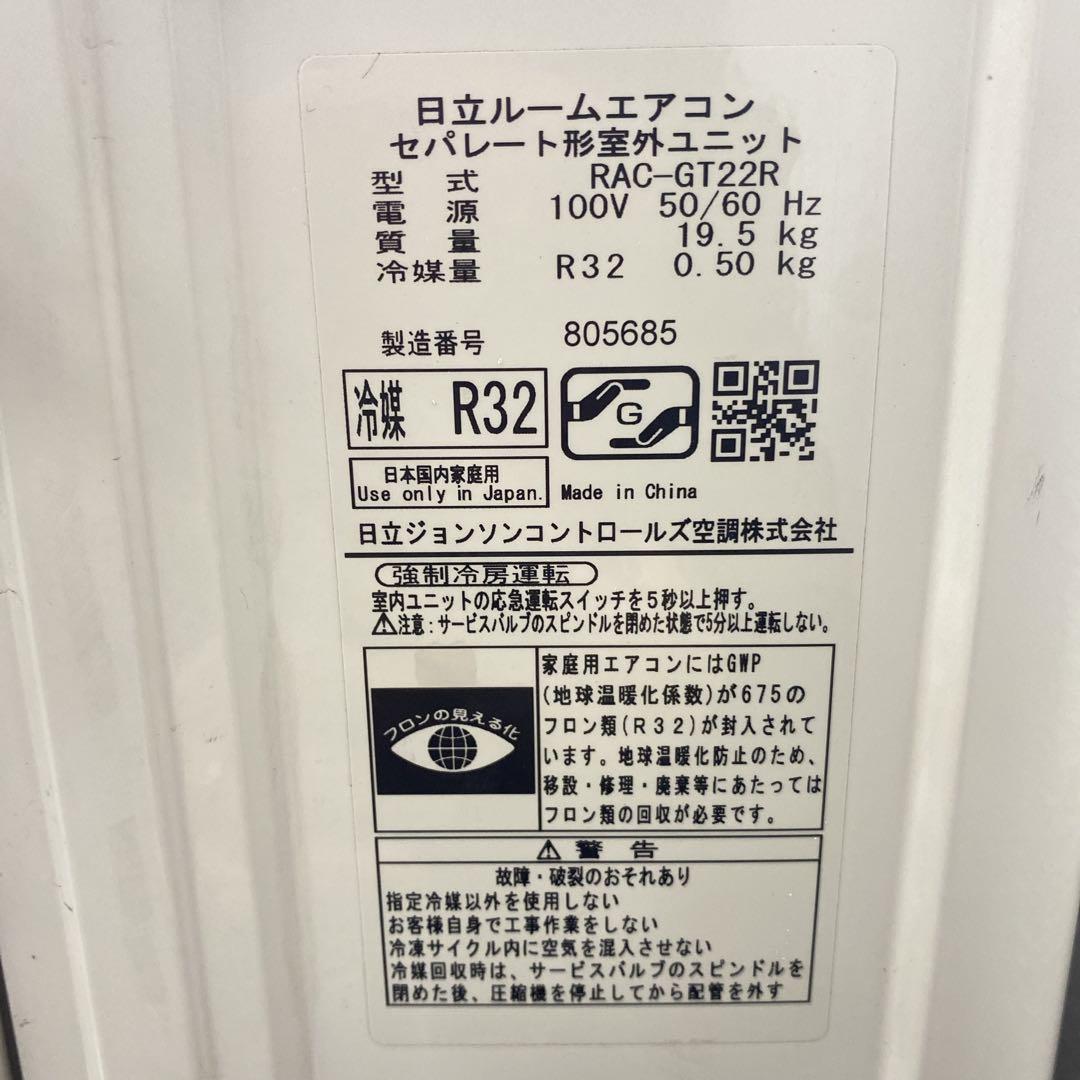 日立ルームエアコン
セパレート形室外ユニット
型式 RAC-GT22R
電源 100V 50/60 Hz
質量 19.5 kg
冷媒量 R32 0.50 kg
製造番号 805685
冷媒 R32
G
日本国内家庭用
Use only in Japan.
Made in China
日立ジョンソンコントロールズ空調株式会社
強制冷房運転
室内ユニットの応急運転スイッチを5秒以上押す。
⚠注意:サービスバルブのスピンドルを閉めた状態で5分以上運転しない。
フロンの見える化
家庭用エアコンにはGWP
(地球温暖化係数)が675の
フロン類(R32)が封入されて
います。地球温暖化防止のため、
移設・修理・廃棄等にあたっては
フロン類の回収が必要です。
⚠警告
故障・破裂のおそれあり
指定冷媒以外を使用しない
お客様自身で工事作業をしない
冷凍サイクル内に空気を混入させない
冷媒回収時は、サービスバルブのスピンドルを
閉めた後、圧縮機を停止してから配管を外す